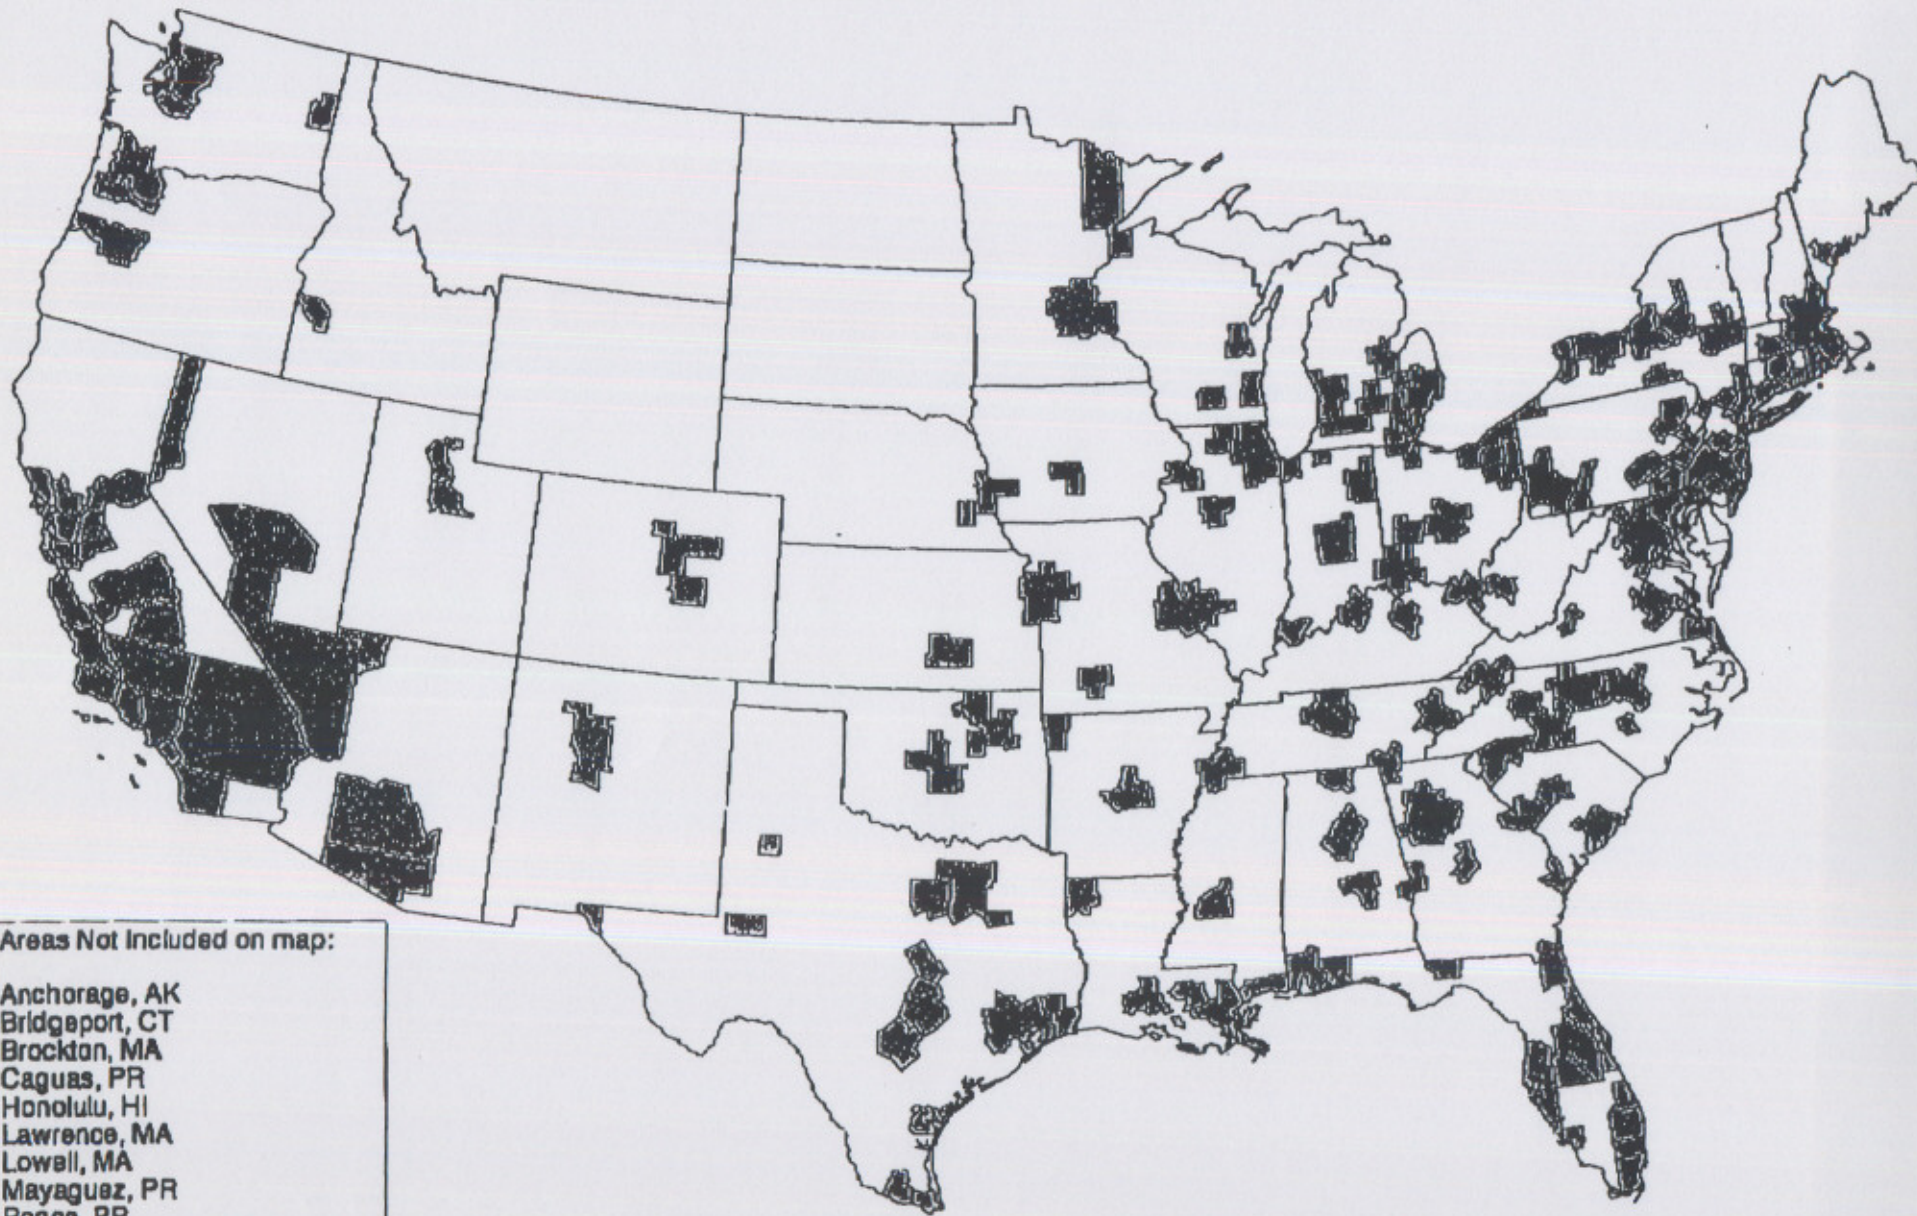 Areas Not Included on map:
Anchorage, AK
Bridgeport, CT
Brockton, MA
Caguas, PR
Honolulu, HI
Lawrence, MA
Lowell, MA
Mayaguez, PR